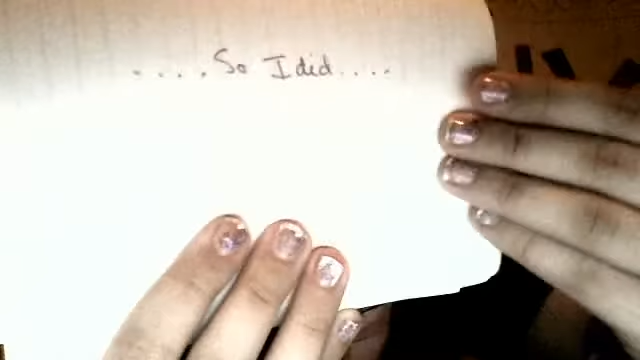 . . . . So I did . . . .